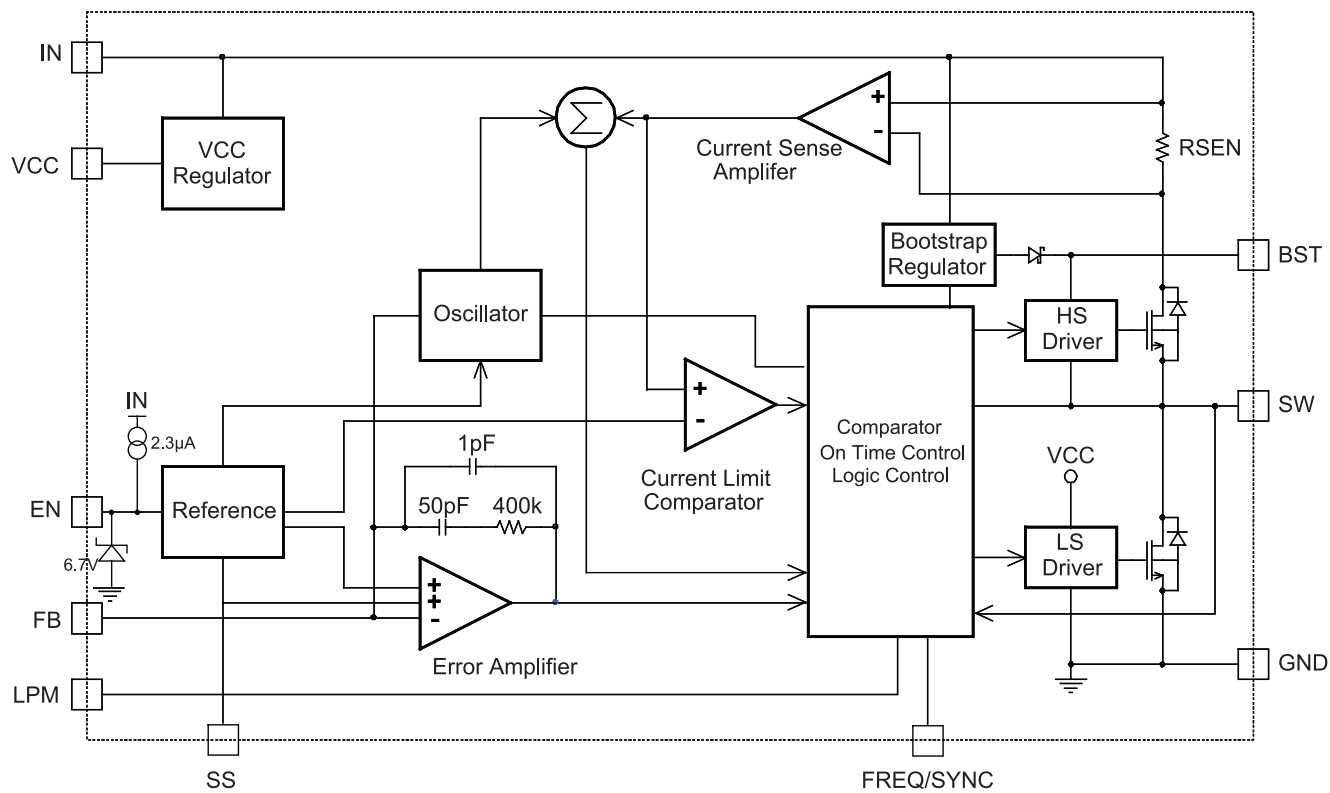 IN
VCC
VCC
Regulator
Σ
+
-
Current Sense
Amplifer
RSEN
Bootstrap
Regulator
BST
Oscillator
HS
Driver
IN
2.3µA
+
-
Current Limit
Comparator
Comparator
On Time Control
Logic Control
SW
1pF
50pF
400k
VCC
EN
Reference
6.7V
LS
Driver
+
+
-
FB
Error Amplifier
LPM
GND
SS
FREQ/SYNC